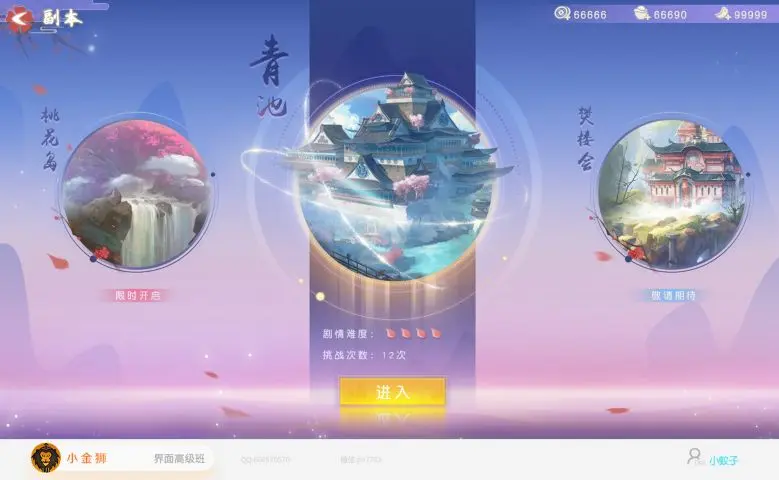 副本
66666
66690
99999
青池
桃花岛
樊楼会
限时开启
敬请期待
剧情难度：
挑战次数：12次
进入
小金狮
界面高级班
小蚁子